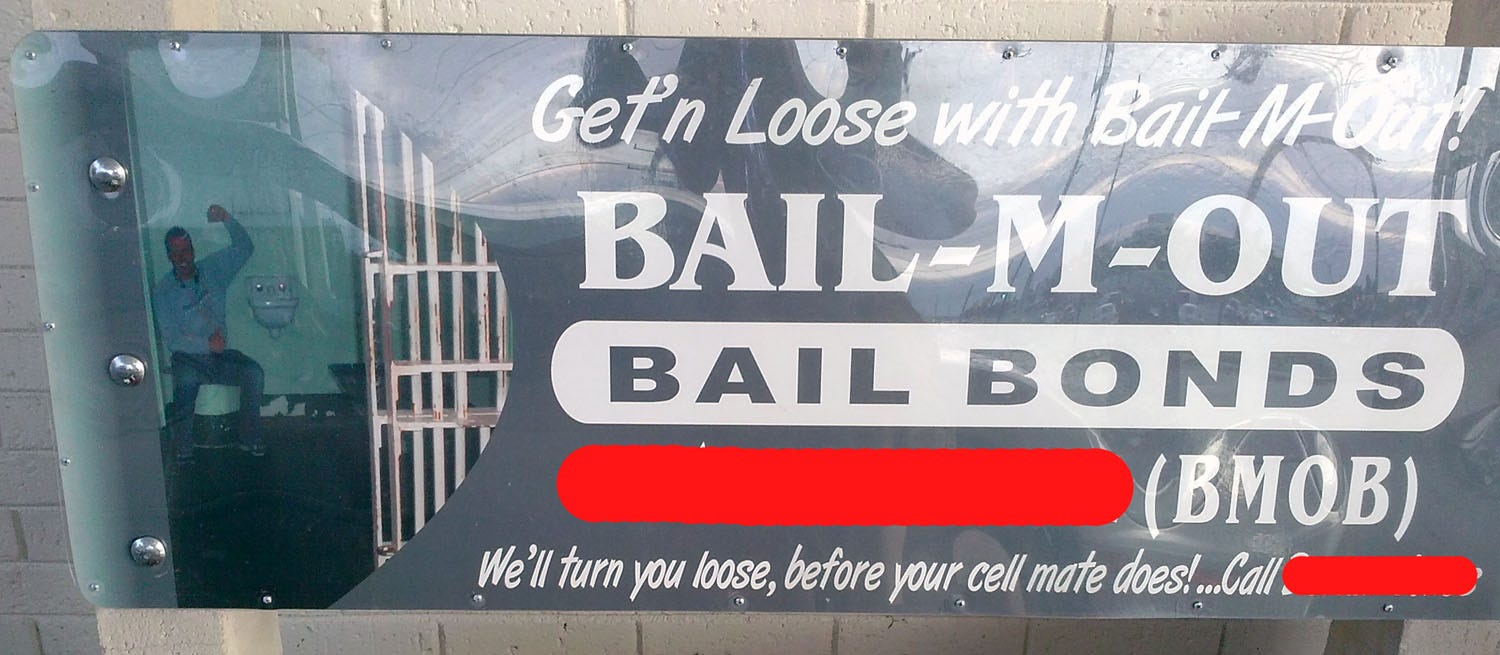 Get'n Loose with Bail-M-Out!
BAIL-M-OUT
BAIL BONDS
(BMOB)
We'll turn you loose, before your cell mate does!...Call